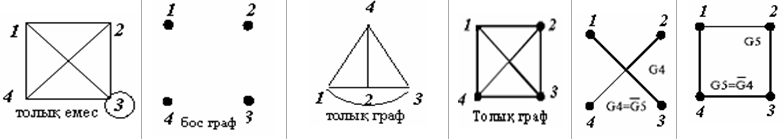 1 2
4 3
толық емес
1 2
4 3
бос граф
4
1 2 3
толық граф
1 2
4 3
Толық граф
1 2
G4
4 G4=G̅5 3
1 2
G5
G5=G̅4
4 3